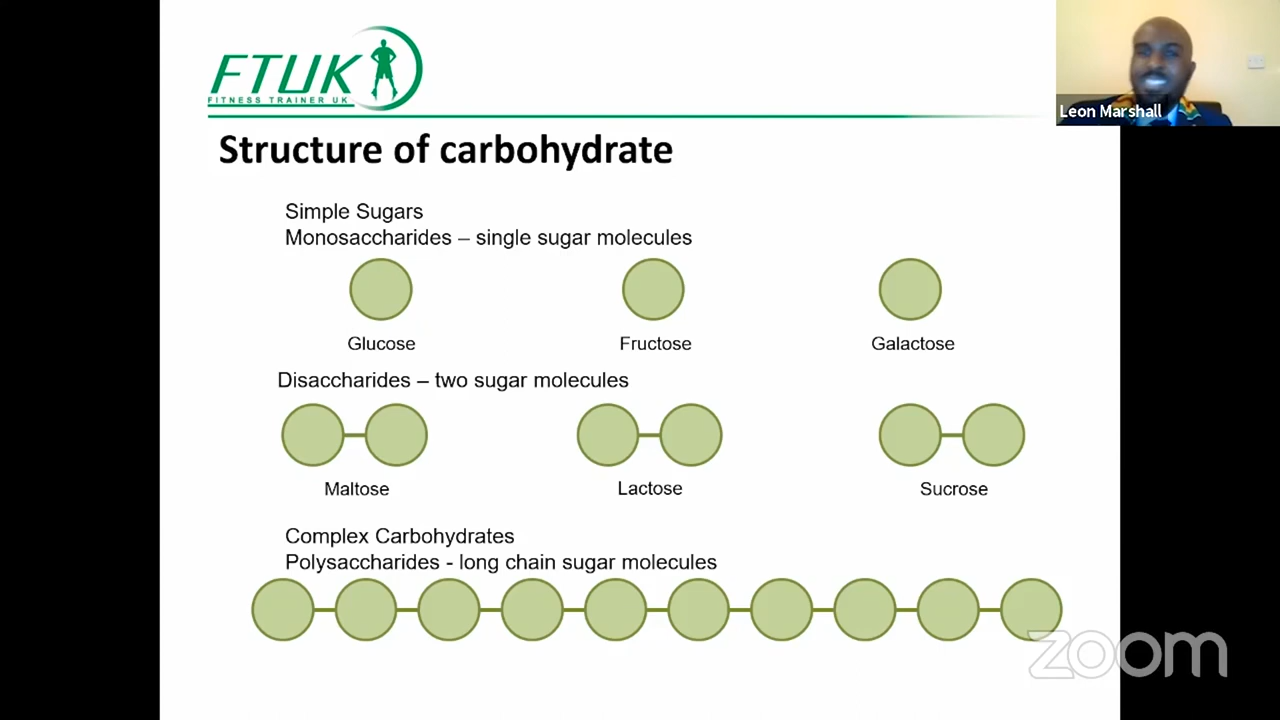 FTUK
FITNESS TRAINER UK
Leon Marshall
Structure of carbohydrate
Simple Sugars
Monosaccharides – single sugar molecules
Glucose
Fructose
Galactose
Disaccharides – two sugar molecules
Maltose
Lactose
Sucrose
Complex Carbohydrates
Polysaccharides - long chain sugar molecules
zoom